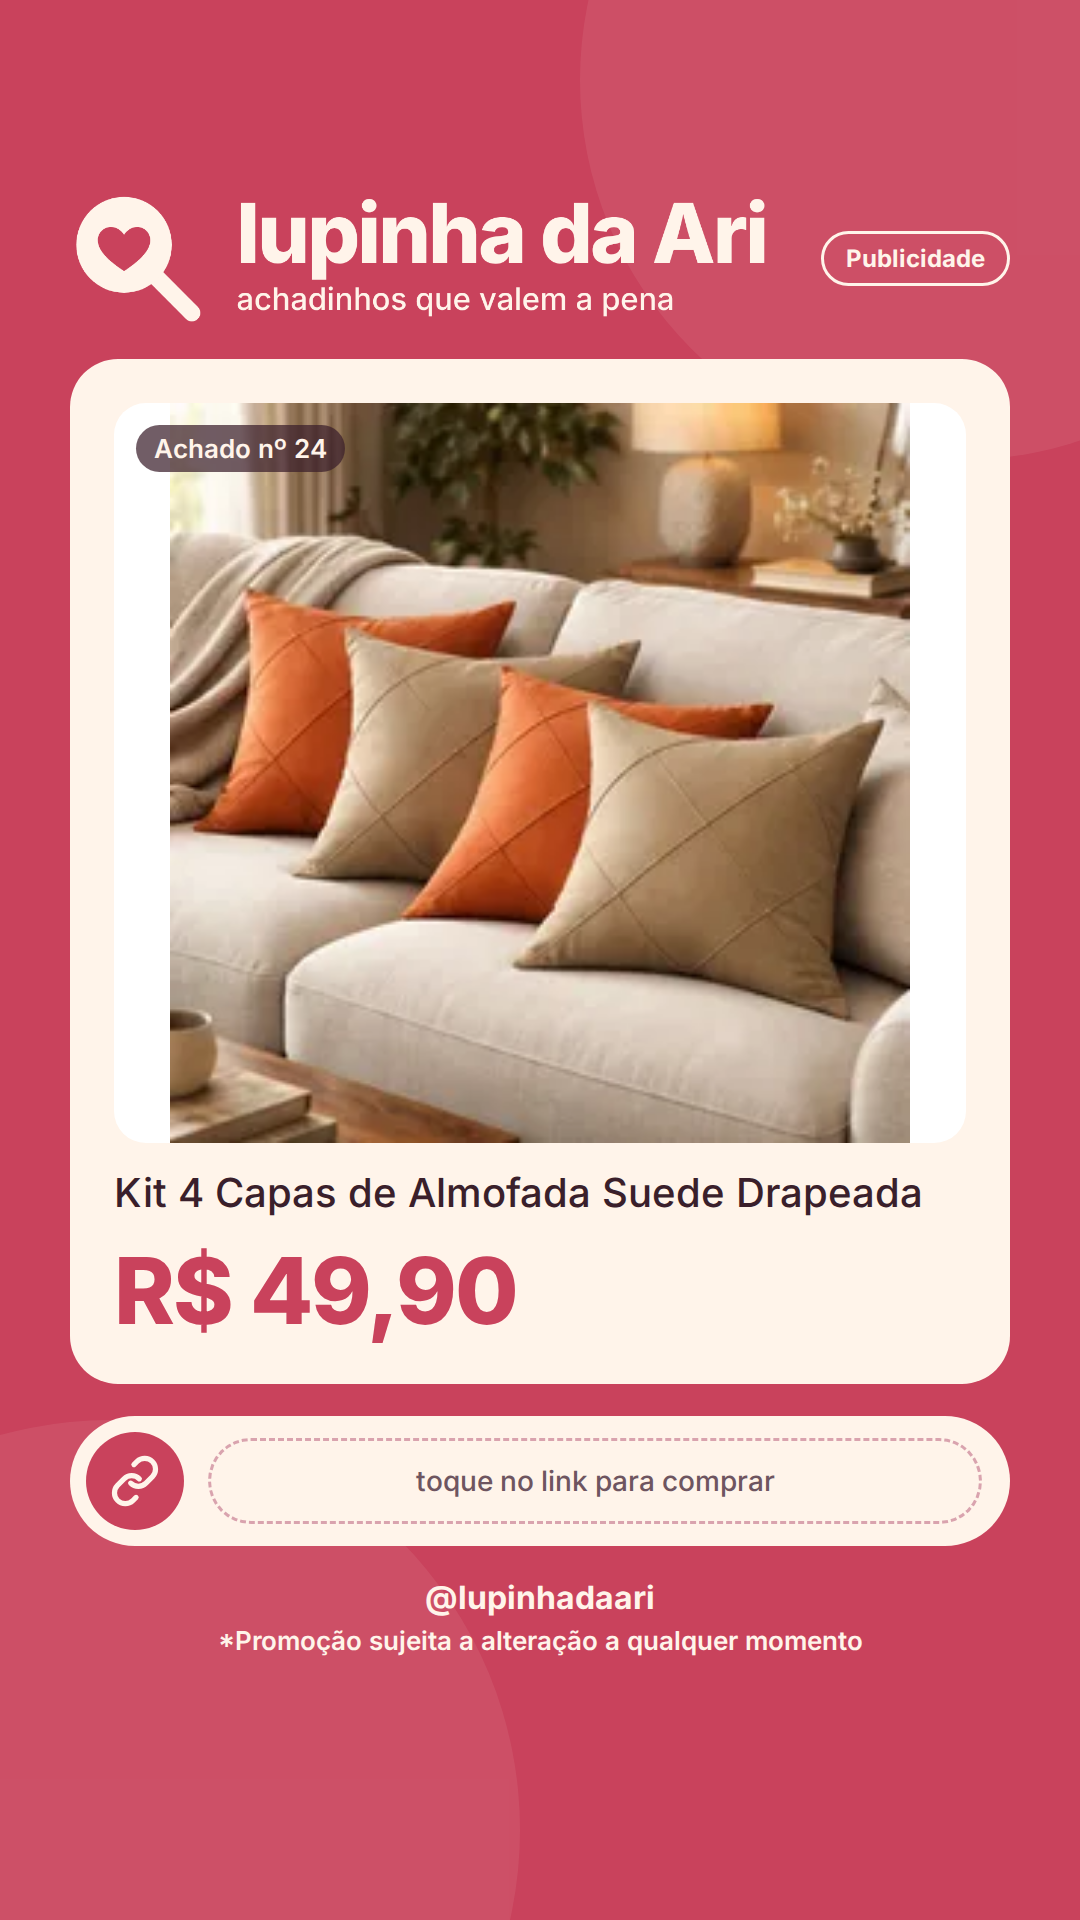 lupinha da Ari
achadinhos que valem a pena
Publicidade
Achado nº 24
Kit 4 Capas de Almofada Suede Drapeada
R$ 49,90
toque no link para comprar
@lupinhadaari
*Promoção sujeita a alteração a qualquer momento